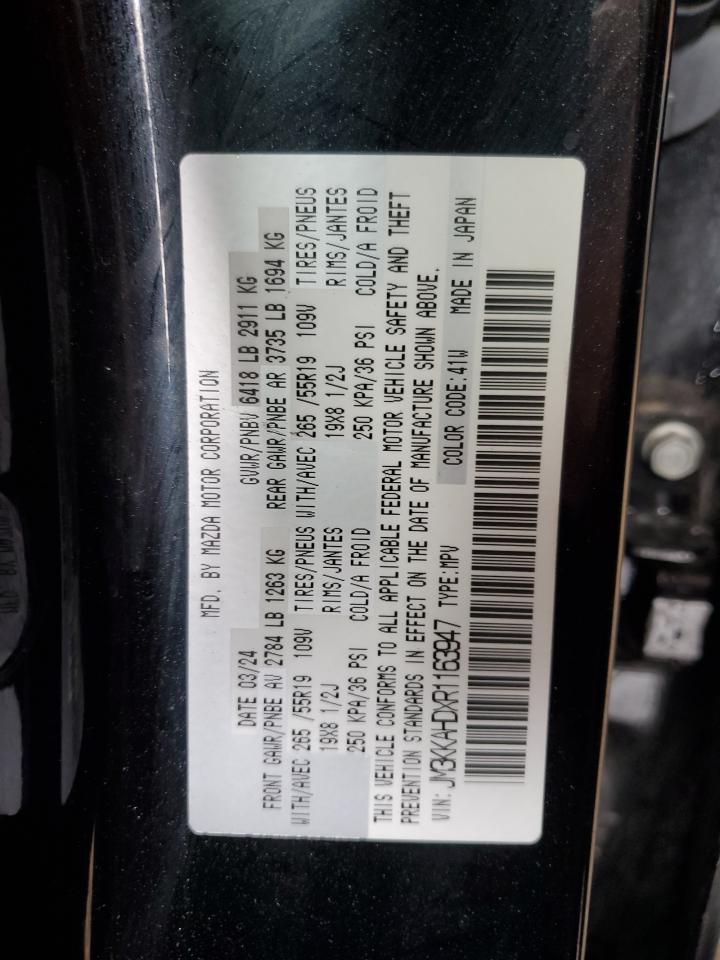 MFD. BY MAZDA MOTOR CORPORATION
DATE 03/24 GVWR/PNBV 6418 LB 2911 KG
FRONT GAWR/PNBE AV 2784 LB 1263 KG REAR GAWR/PNBE AR 3735 LB 1694 KG
WITH/AVEC 265 /55R19 109V TIRES/PNEUS WITH/AVEC 265 /55R19 109V TIRES/PNEUS
19X8 1/2J RIMS/JANTES 19X8 1/2J RIMS/JANTES
250 KPA/36 PSI COLD/A FROID 250 KPA/36 PSI COLD/A FROID
THIS VEHICLE CONFORMS TO ALL APPLICABLE FEDERAL MOTOR VEHICLE SAFETY AND THEFT
PREVENTION STANDARDS IN EFFECT ON THE DATE OF MANUFACTURE SHOWN ABOVE.
VIN: JM3KKAHDXR1163947 TYPE:MPV COLOR CODE:41W MADE IN JAPAN